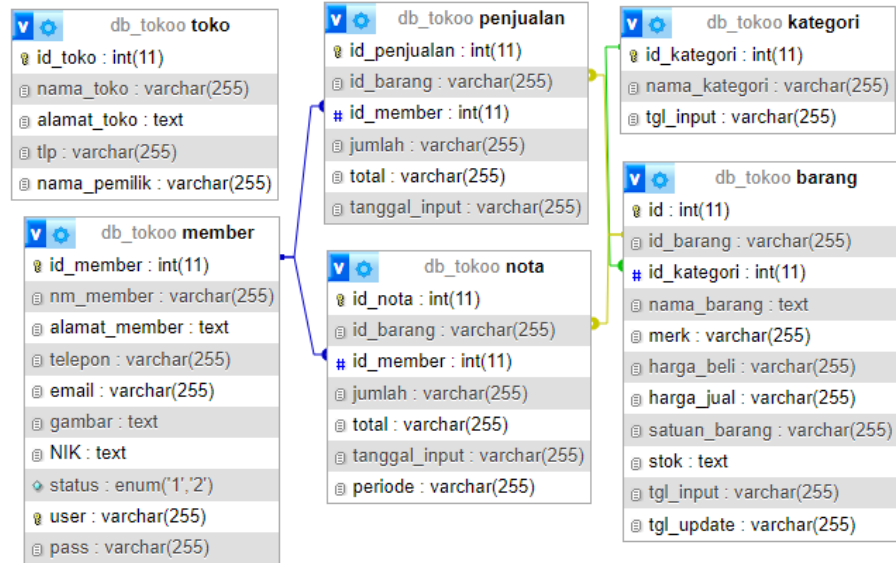 db_tokoo toko
id_toko : int(11)
nama_toko : varchar(255)
alamat_toko : text
tlp : varchar(255)
nama_pemilik : varchar(255)
db_tokoo member
id_member : int(11)
nm_member : varchar(255)
alamat_member : text
telepon : varchar(255)
email : varchar(255)
gambar : text
NIK : text
status : enum('1','2')
user : varchar(255)
pass : varchar(255)
db_tokoo penjualan
id_penjualan : int(11)
id_barang : varchar(255)
# id_member : int(11)
jumlah : varchar(255)
total : varchar(255)
tanggal_input : varchar(255)
db_tokoo nota
id_nota : int(11)
id_barang : varchar(255)
# id_member : int(11)
jumlah : varchar(255)
total : varchar(255)
tanggal_input : varchar(255)
periode : varchar(255)
db_tokoo kategori
id_kategori : int(11)
nama_kategori : varchar(255)
tgl_input : varchar(255)
db_tokoo barang
id : int(11)
id_barang : varchar(255)
# id_kategori : int(11)
nama_barang : text
merk : varchar(255)
harga_beli : varchar(255)
harga_jual : varchar(255)
satuan_barang : varchar(255)
stok : text
tgl_input : varchar(255)
tgl_update : varchar(255)